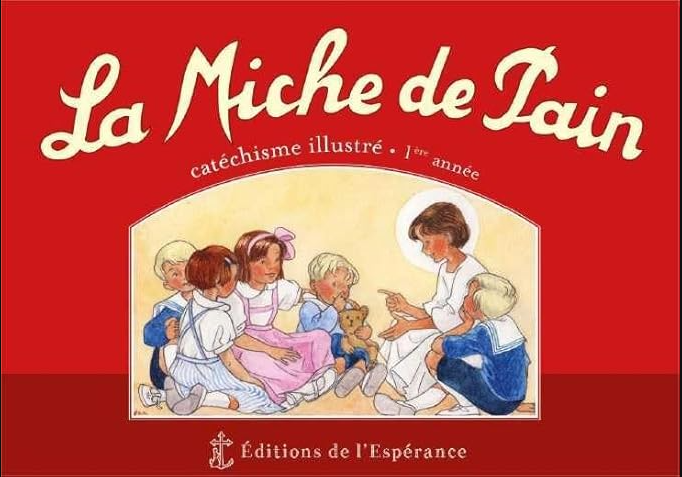 La Miche de Pain
catéchisme illustré • 1ère année
Éditions de l'Espérance